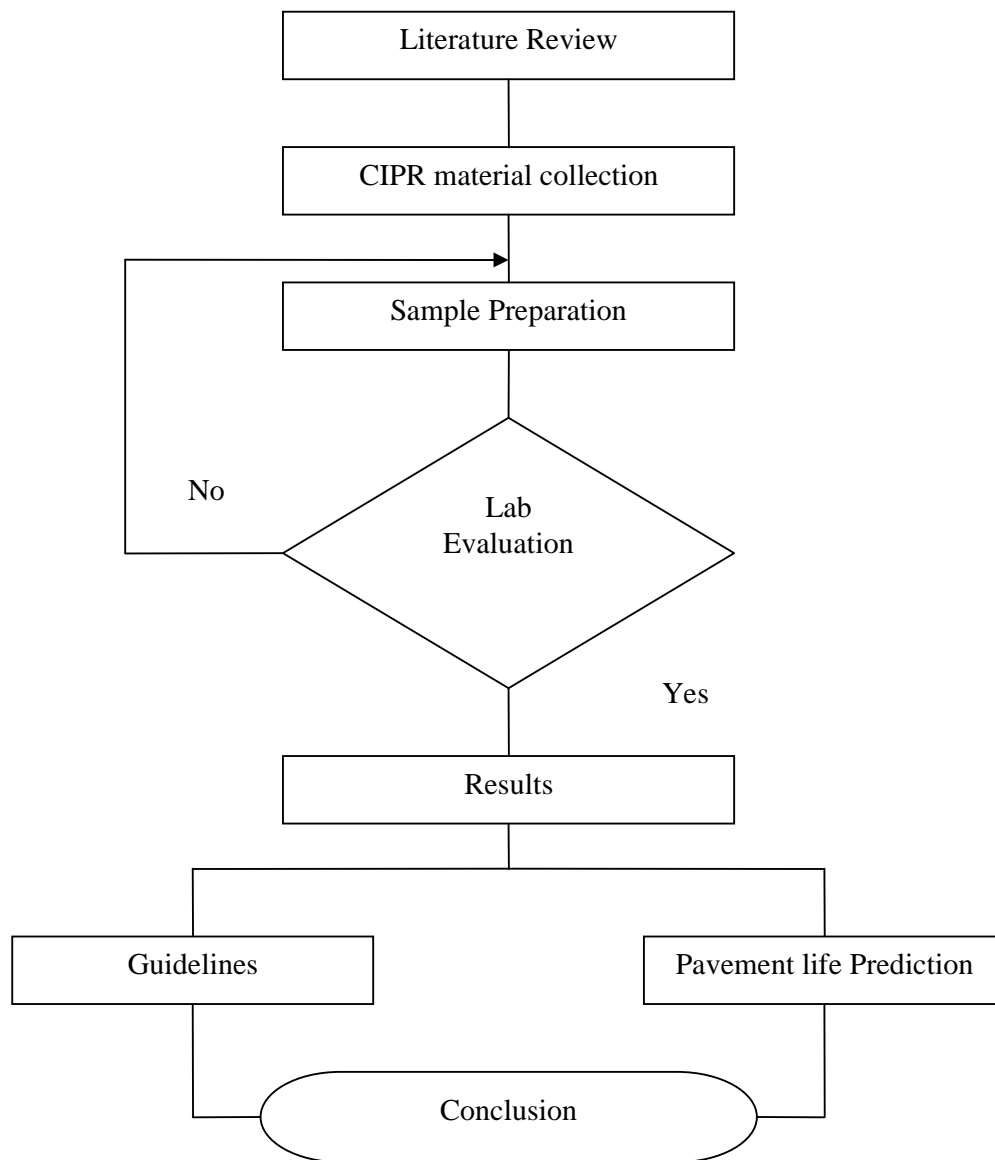 Literature Review
CIPR material collection
Sample Preparation
No
Lab
Evaluation
Yes
Results
Guidelines
Pavement life Prediction
Conclusion